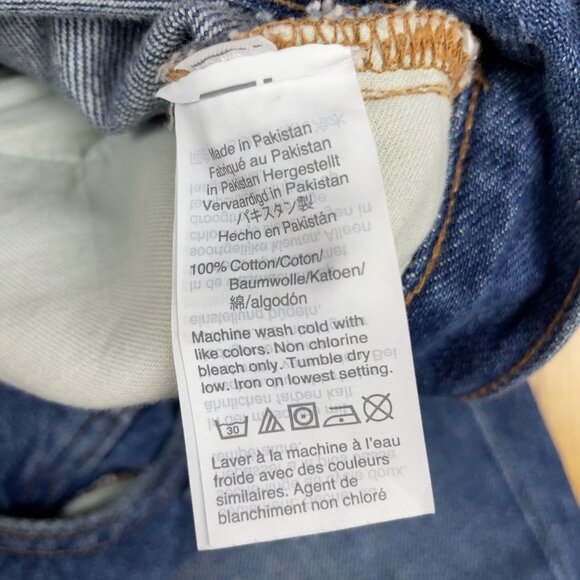 Made in Pakistan
Fabriqué au Pakistan
in Pakistan Hergestellt
Vervaardigd in Pakistan
パキスタン製
Hecho en Pakistán
100% Cotton/Coton/
Baumwolle/Katoen/
綿/algodón
Machine wash cold with
like colors. Non chlorine
bleach only. Tumble dry
low. Iron on lowest setting.
30
Laver à la machine à l'eau
froide avec des couleurs
similaires. Agent de
blanchiment non chloré